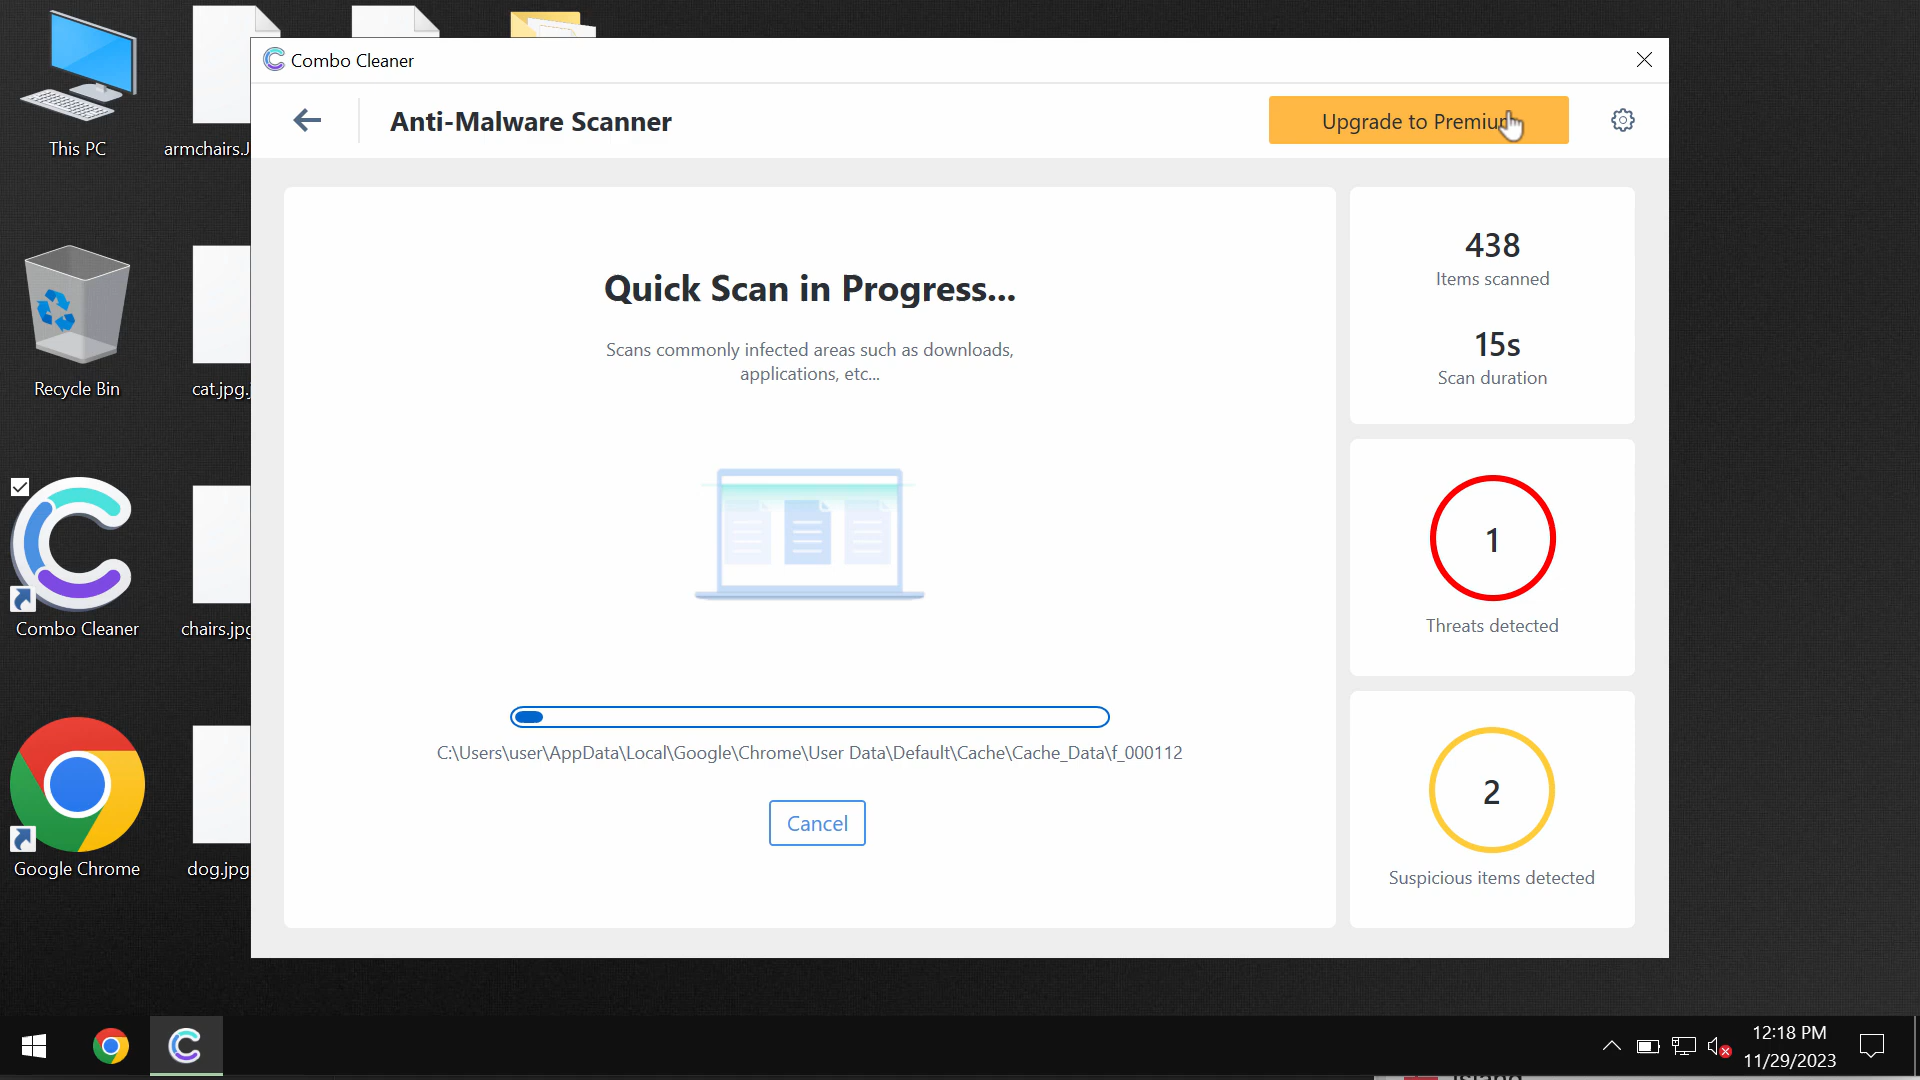 Combo Cleaner
Anti-Malware Scanner
Upgrade to Premium
Quick Scan in Progress...
Scans commonly infected areas such as downloads,
applications, etc...
C:\Users\user\AppData\Local\Google\Chrome\User Data\Default\Cache\Cache_Data\f_000112
Cancel
438
Items scanned
15s
Scan duration
1
Threats detected
2
Suspicious items detected
This PC
armchairs.J
Recycle Bin
cat.jpg.
Combo Cleaner
chairs.jpg
Google Chrome
dog.jpg
12:18 PM
11/29/2023